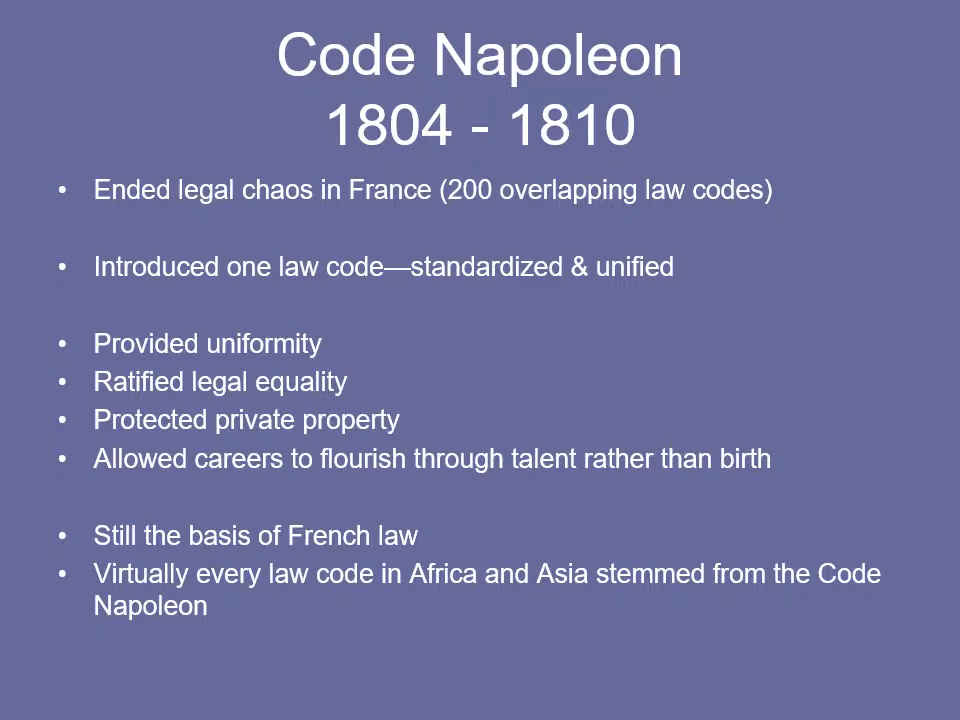 Code Napoleon
1804 - 1810
• Ended legal chaos in France (200 overlapping law codes)
• Introduced one law code—standardized & unified
• Provided uniformity
• Ratified legal equality
• Protected private property
• Allowed careers to flourish through talent rather than birth
• Still the basis of French law
• Virtually every law code in Africa and Asia stemmed from the Code
Napoleon